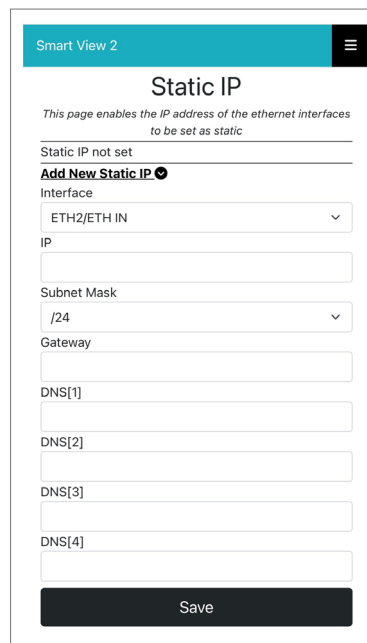 Smart View 2
Static IP
This page enables the IP address of the ethernet interfaces
to be set as static
Static IP not set
Add New Static IP
Interface
ETH2/ETH IN
IP
Subnet Mask
/24
Gateway
DNS[1]
DNS[2]
DNS[3]
DNS[4]
Save